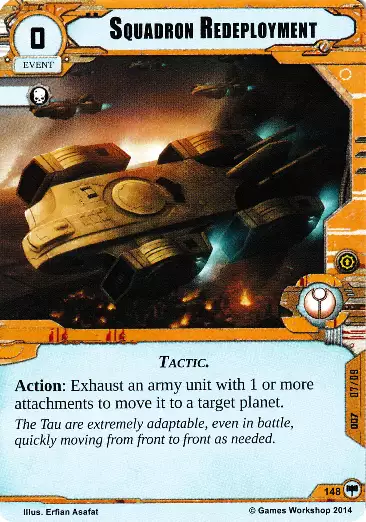 0
EVENT
SQUADRON REDEPLOYMENT
TACTIC.
Action: Exhaust an army unit with 1 or more
attachments to move it to a target planet.
The Tau are extremely adaptable, even in battle,
quickly moving from front to front as needed.
007 07/09
148
Illus. Erfian Asafat
© Games Workshop 2014